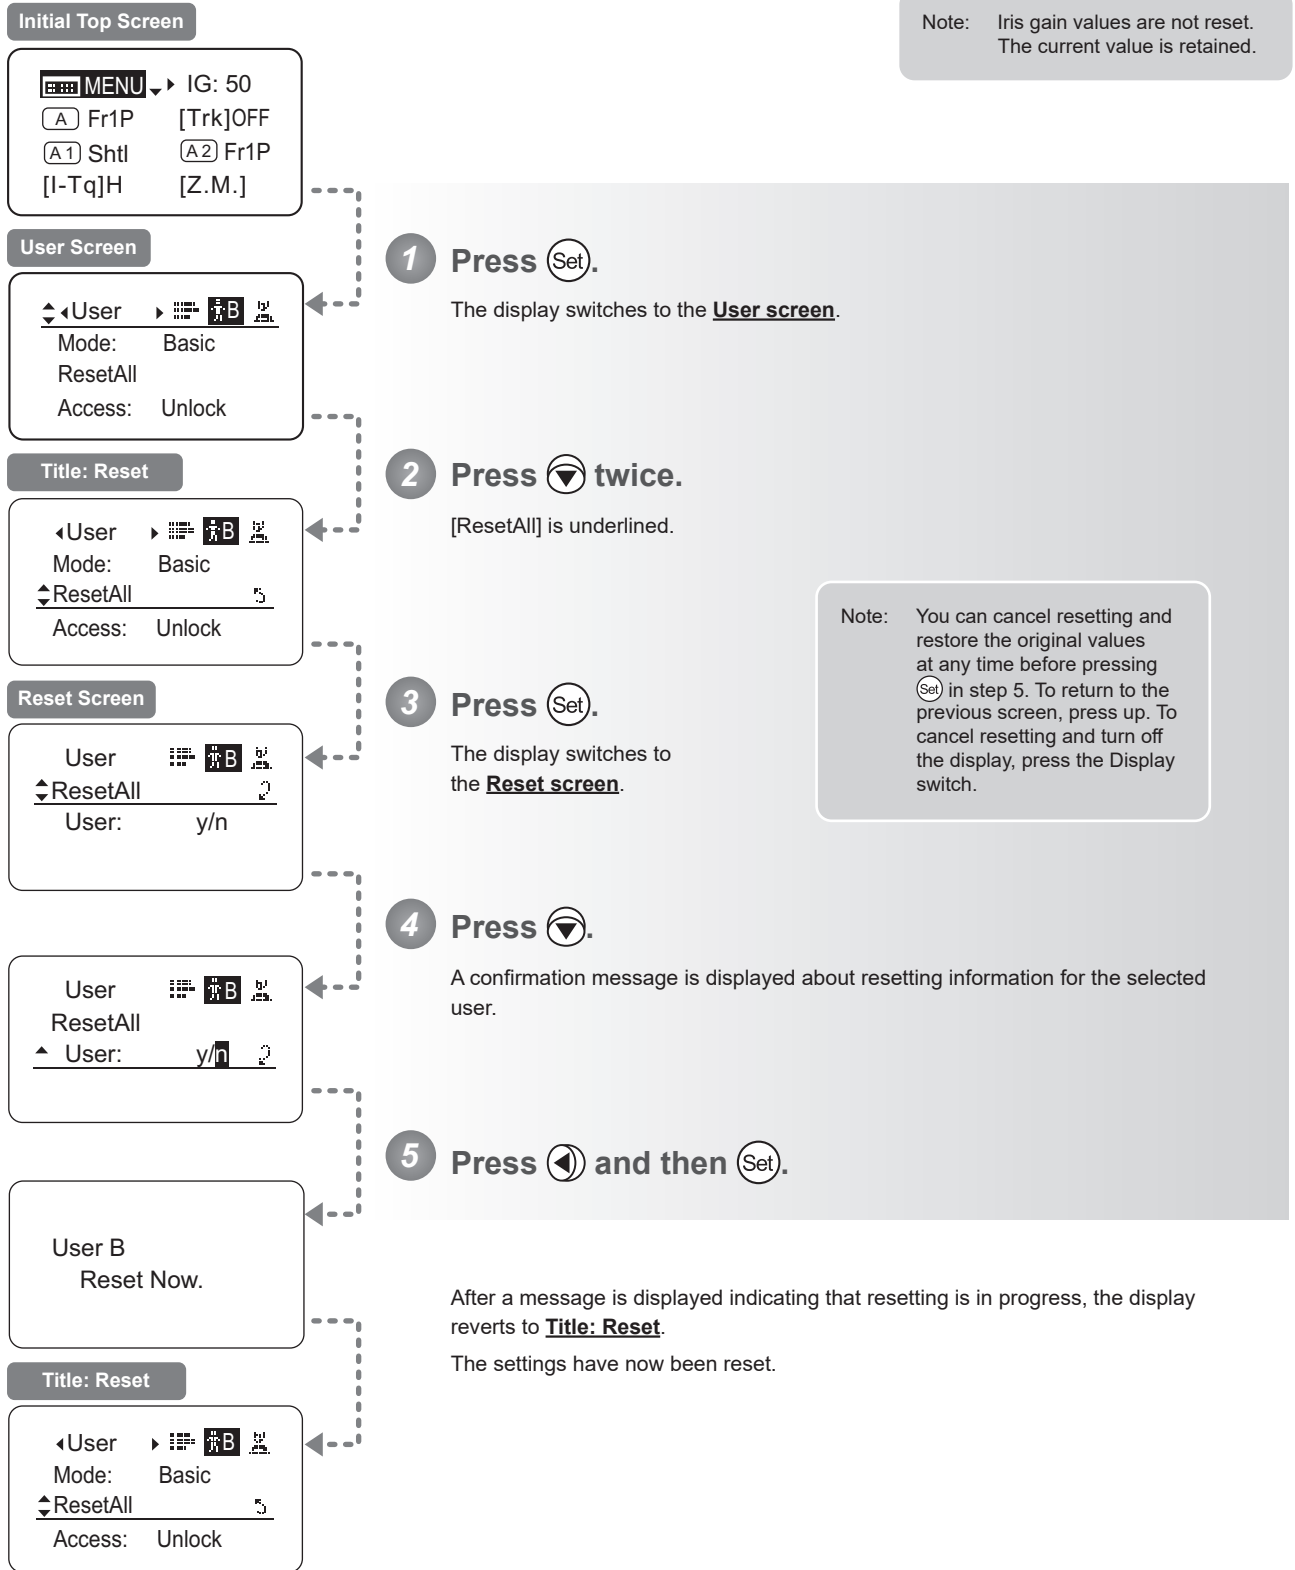 Initial Top Screen
Note: Iris gain values are not reset.
The current value is retained.
MENU IG: 50
A Fr1P [Trk]OFF
A1 Shtl A2 Fr1P
[I-Tq]H [Z.M.]
User Screen
User B
Mode: Basic
ResetAll
Access: Unlock
1 Press Set.
The display switches to the User screen.
Title: Reset
User B
Mode: Basic
ResetAll
Access: Unlock
2 Press twice.
[ResetAll] is underlined.
Note: You can cancel resetting and
restore the original values
at any time before pressing
Set in step 5. To return to the
previous screen, press up. To
cancel resetting and turn off
the display, press the Display
switch.
Reset Screen
User B
ResetAll
User: y/n
3 Press Set.
The display switches to
the Reset screen.
User B
ResetAll
User: y/n
4 Press .
A confirmation message is displayed about resetting information for the selected
user.
5 Press and then Set.
User B
Reset Now.
After a message is displayed indicating that resetting is in progress, the display
reverts to Title: Reset.
The settings have now been reset.
Title: Reset
User B
Mode: Basic
ResetAll
Access: Unlock